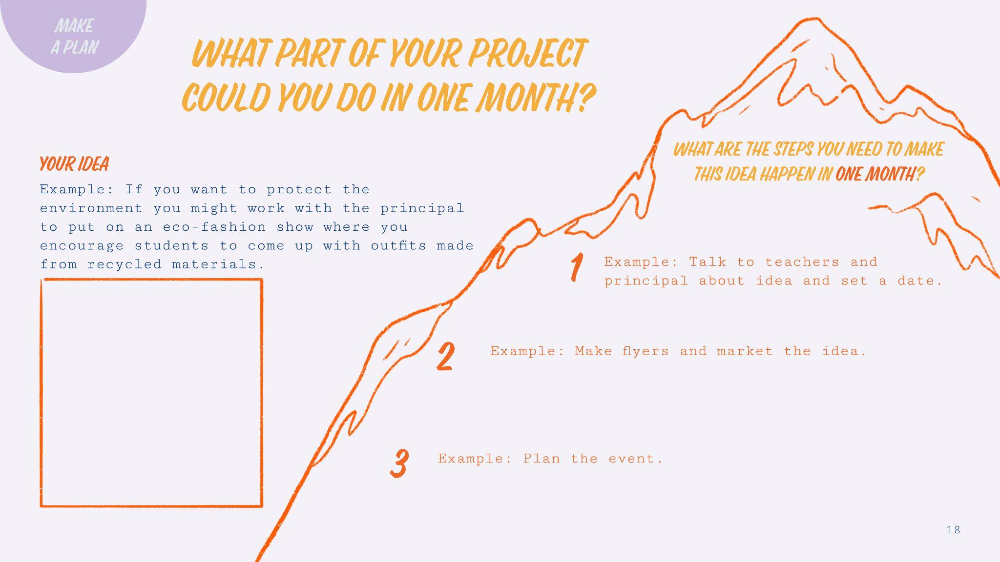 MAKE
A PLAN
WHAT PART OF YOUR PROJECT
COULD YOU DO IN ONE MONTH?
WHAT ARE THE STEPS YOU NEED TO MAKE
THIS IDEA HAPPEN IN ONE MONTH?
YOUR IDEA
Example: If you want to protect the
environment you might work with the principal
to put on an eco-fashion show where you
encourage students to come up with outfits made
from recycled materials.
1 Example: Talk to teachers and
principal about idea and set a date.
2 Example: Make flyers and market the idea.
3 Example: Plan the event.
18